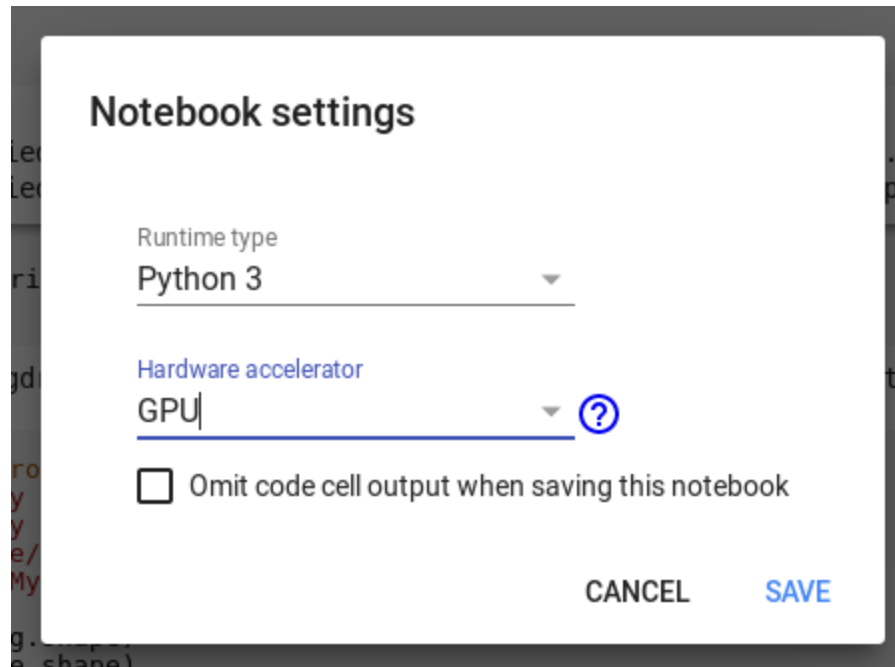 Notebook settings
Runtime type
Python 3
Hardware accelerator
GPU
?
Omit code cell output when saving this notebook
CANCEL
SAVE